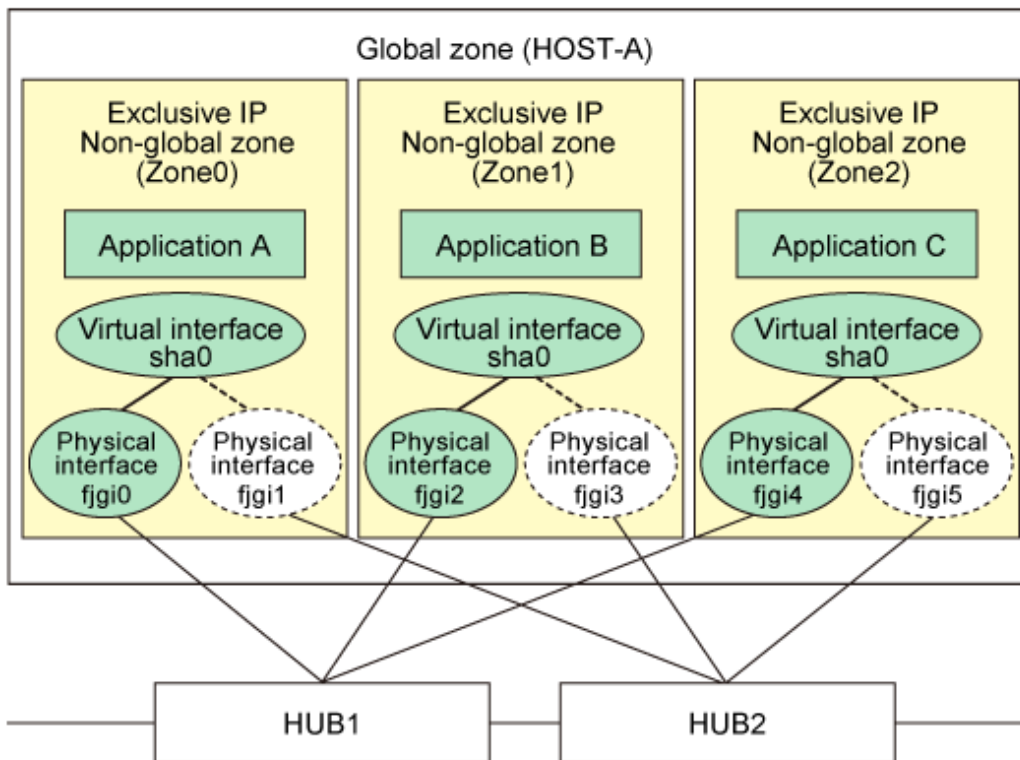 Global zone (HOST-A)
Exclusive IP
Non-global zone
(Zone0)
Exclusive IP
Non-global zone
(Zone1)
Exclusive IP
Non-global zone
(Zone2)
Application A
Application B
Application C
Virtual interface
sha0
Virtual interface
sha0
Virtual interface
sha0
Physical
interface
fjgi0
Physical
interface
fjgi1
Physical
interface
fjgi2
Physical
interface
fjgi3
Physical
interface
fjgi4
Physical
interface
fjgi5
HUB1
HUB2